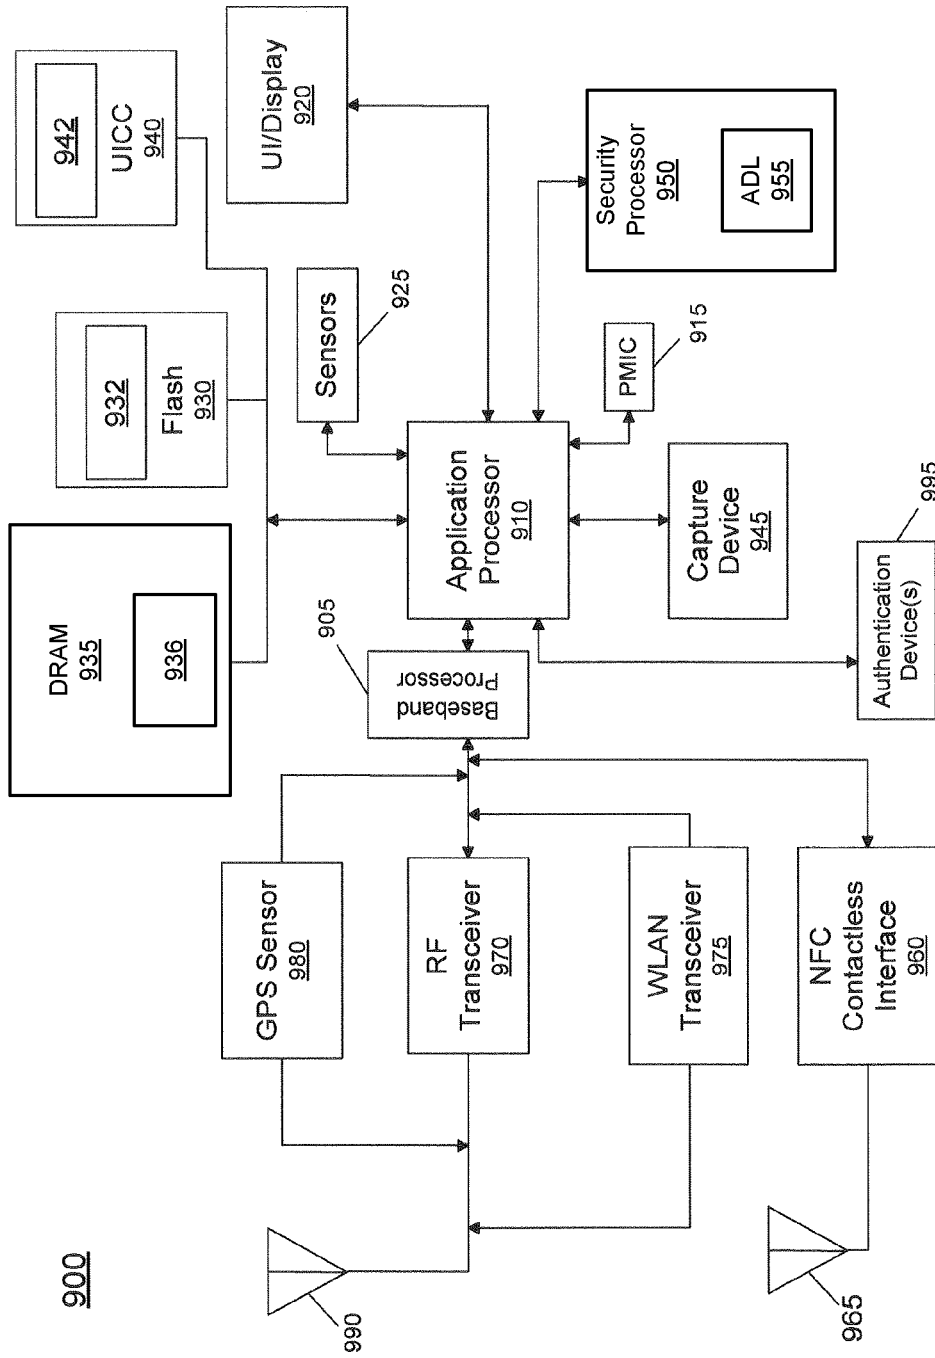 900
990
965
GPS Sensor
980
RF
Transceiver
970
WLAN
Transceiver
975
NFC
Contactless
Interface
960
DRAM
935
936
905
Baseband
Processor
932
Flash
930
942
UICC
940
Application
Processor
910
Sensors
925
UI/Display
920
Capture
Device
945
PMIC
915
Security
Processor
950
ADL
955
Authentication
Device(s)
995